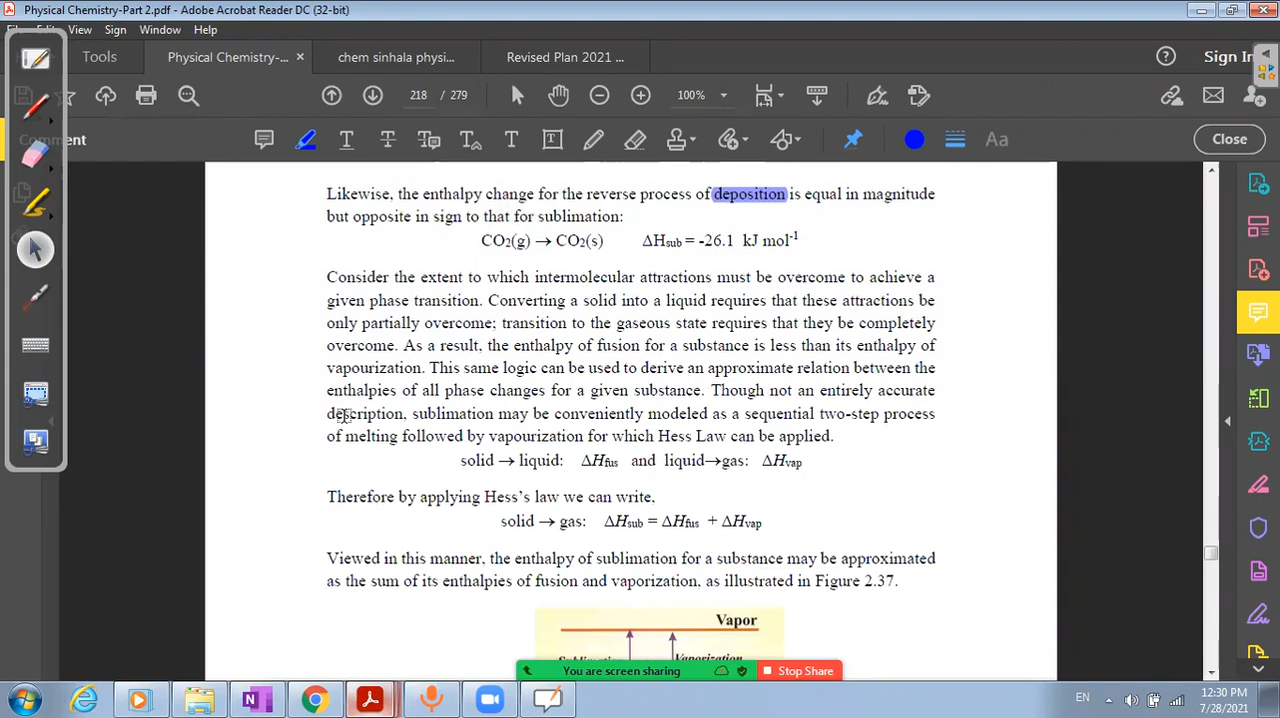 Physical Chemistry-Part 2.pdf - Adobe Acrobat Reader DC (32-bit)
View Sign Window Help
Tools Physical Chemistry-... × chem sinhala physi... Revised Plan 2021 ... Sign In
218 / 279 100%
Comment Close
Likewise, the enthalpy change for the reverse process of deposition is equal in magnitude
but opposite in sign to that for sublimation:
CO2(g) → CO2(s) ΔHsub = -26.1 kJ mol-1
Consider the extent to which intermolecular attractions must be overcome to achieve a
given phase transition. Converting a solid into a liquid requires that these attractions be
only partially overcome; transition to the gaseous state requires that they be completely
overcome. As a result, the enthalpy of fusion for a substance is less than its enthalpy of
vapourization. This same logic can be used to derive an approximate relation between the
enthalpies of all phase changes for a given substance. Though not an entirely accurate
description, sublimation may be conveniently modeled as a sequential two-step process
of melting followed by vapourization for which Hess Law can be applied.
solid → liquid: ΔHfus and liquid→gas: ΔHvap
Therefore by applying Hess's law we can write,
solid → gas: ΔHsub = ΔHfus + ΔHvap
Viewed in this manner, the enthalpy of sublimation for a substance may be approximated
as the sum of its enthalpies of fusion and vaporization, as illustrated in Figure 2.37.
Vapor
Vaporization
You are screen sharing Stop Share
EN 12:30 PM
7/28/2021